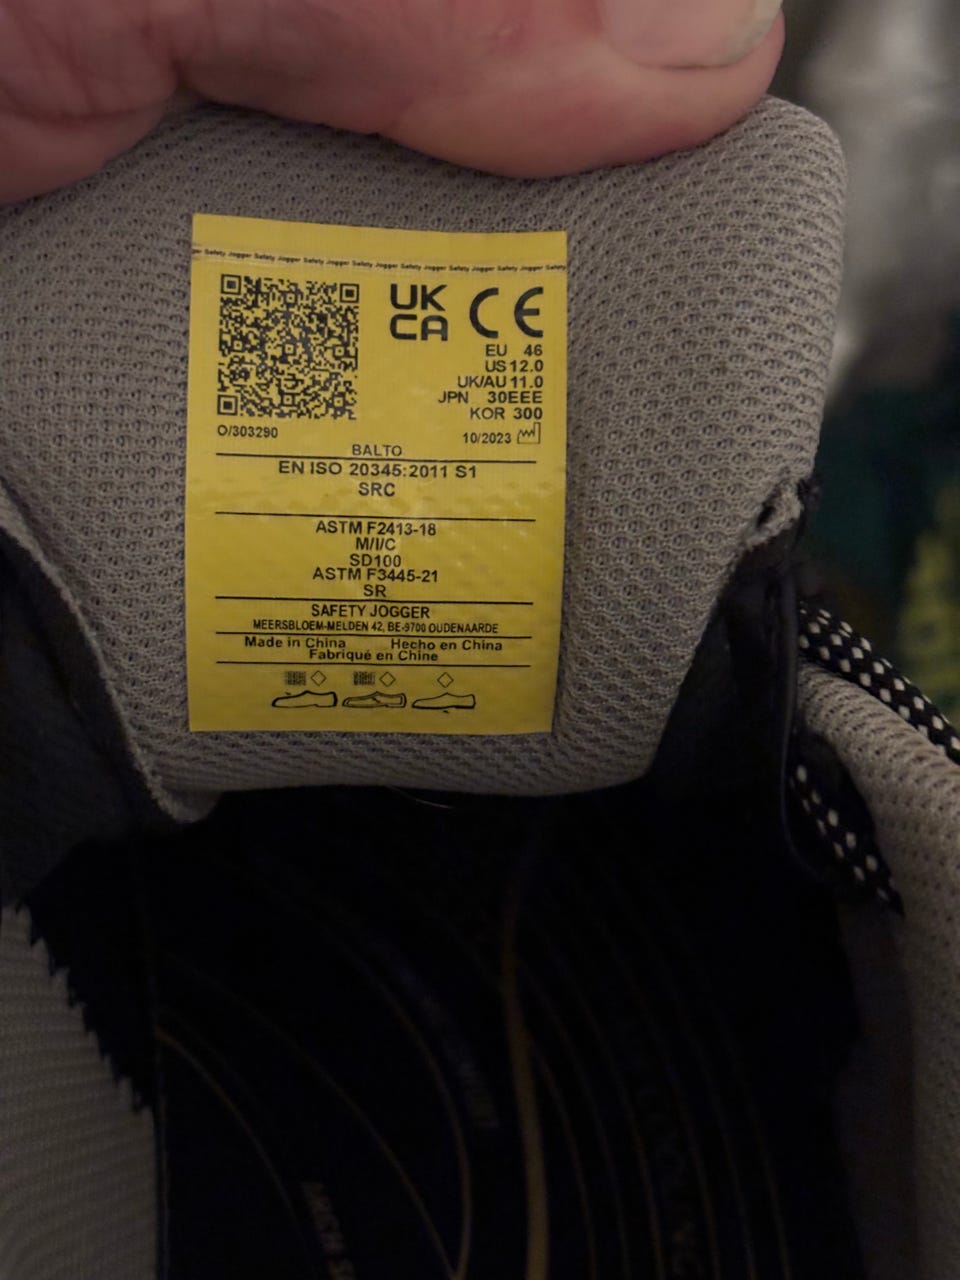 Safety Jogger Safety Jogger Safety Jogger Safety Jogger Safety Jogger Safety Jogger Safety Jogger Safety
UK
CA
CE
EU 46
US 12.0
UK/AU 11.0
JPN 30EEE
KOR 300
O/303290
10/2023
BALTO
EN ISO 20345:2011 S1
SRC
ASTM F2413-18
M/I/C
SD100
ASTM F3445-21
SR
SAFETY JOGGER
MEERSBLOEM-MELDEN 42, BE-9700 OUDENAARDE
Made in China Hecho en China
Fabriqué en Chine